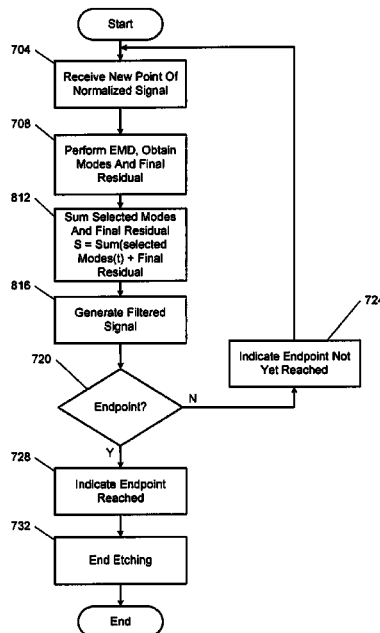 Start
704
Receive New Point Of
Normalized Signal
708
Perform EMD, Obtain
Modes And Final
Residual
812
Sum Selected Modes
And Final Residual
S = Sum(selected
Modes(t) + Final
Residual
816
Generate Filtered
Signal
724
Indicate Endpoint Not
Yet Reached
720
Endpoint?
N
Y
728
Indicate Endpoint
Reached
732
End Etching
End